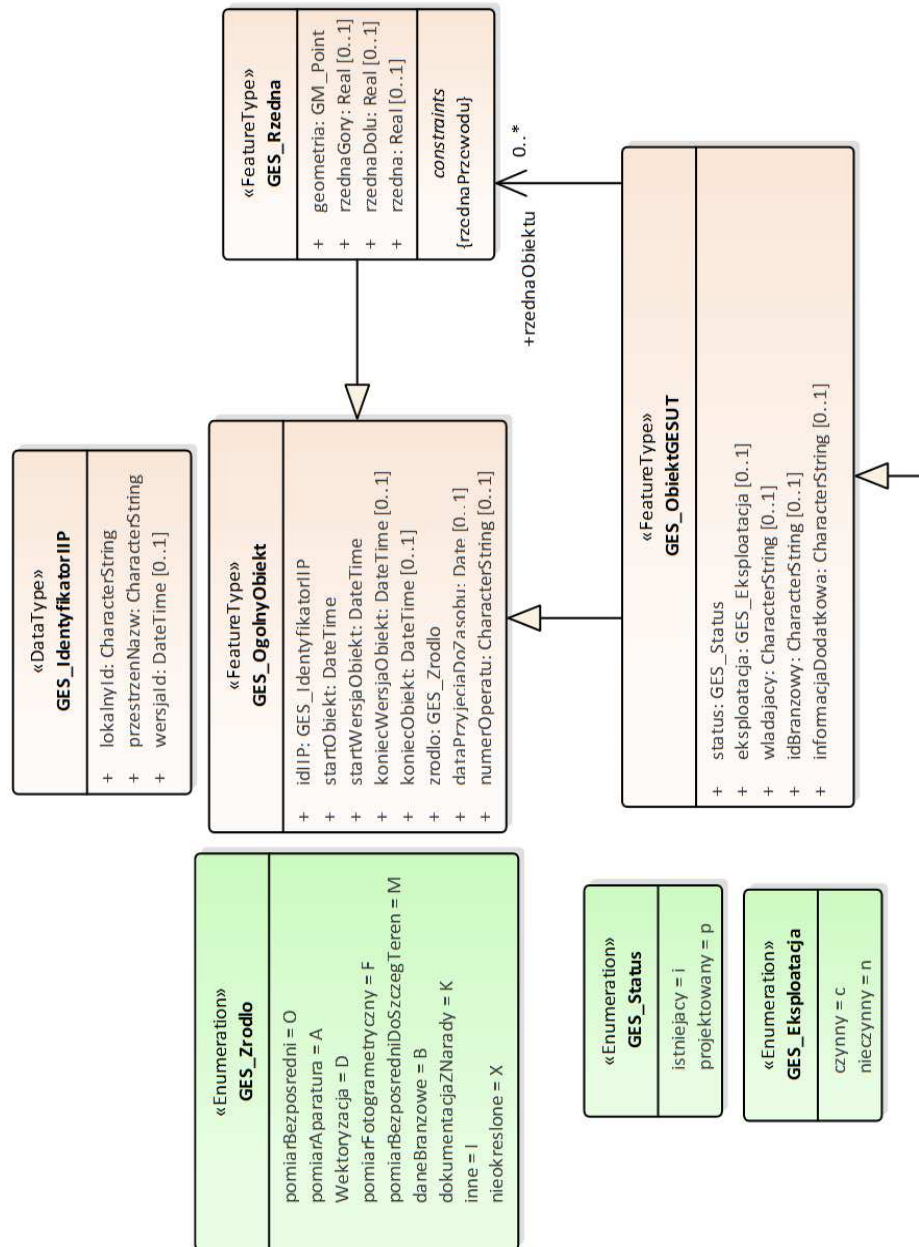 «DataType»
GES_IdentyfikatorIIP
+ lokalnyId: CharacterString
+ przestrzenNazw: CharacterString
+ wersjaId: DateTime [0..1]
«Enumeration»
GES_Zrodlo
pomiarBezposredni = O
pomiarAparatura = A
Wektoryzacja = D
pomiarFotogrametryczny = F
pomiarBezposredniDoSzczegTeren = M
daneBranzowe = B
dokumentacjaZNarady = K
inne = I
nieokreslone = X
«FeatureType»
GES_OgolnyObiekt
+ idIIP: GES_IdentyfikatorIIP
+ startObiekt: DateTime
+ startWersjaObiekt: DateTime
+ koniecWersjaObiekt: DateTime [0..1]
+ koniecObiekt: DateTime [0..1]
+ zrodlo: GES_Zrodlo
+ dataPrzyjeciaDoZasobu: Date [0..1]
+ numerOperatu: CharacterString [0..1]
«FeatureType»
GES_Rzedna
+ geometria: GM_Point
+ rzednaGory: Real [0..1]
+ rzednaDolu: Real [0..1]
+ rzedna: Real [0..1]
constraints
{rzednaPrzewodu}
+rzednaObiektu
0..*
«Enumeration»
GES_Status
istniejacy = i
projektowany = p
«Enumeration»
GES_Eksploatacja
czynny = c
nieczynny = n
«FeatureType»
GES_ObiektGESUT
+ status: GES_Status
+ eksploatacja: GES_Eksploatacja [0..1]
+ wladajacy: CharacterString [0..1]
+ idBranzowy: CharacterString [0..1]
+ informacjaDodatkowa: CharacterString [0..1]